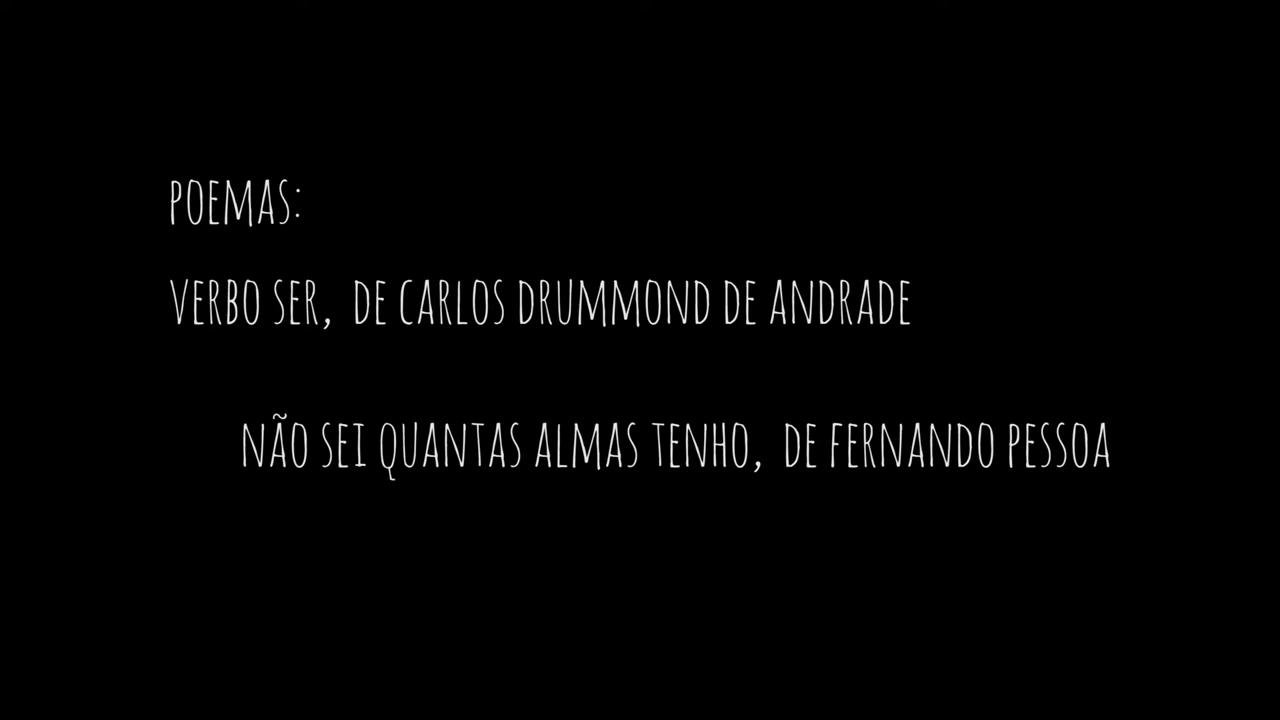 POEMAS:
VERBO SER, DE CARLOS DRUMMOND DE ANDRADE
NÃO SEI QUANTAS ALMAS TENHO, DE FERNANDO PESSOA